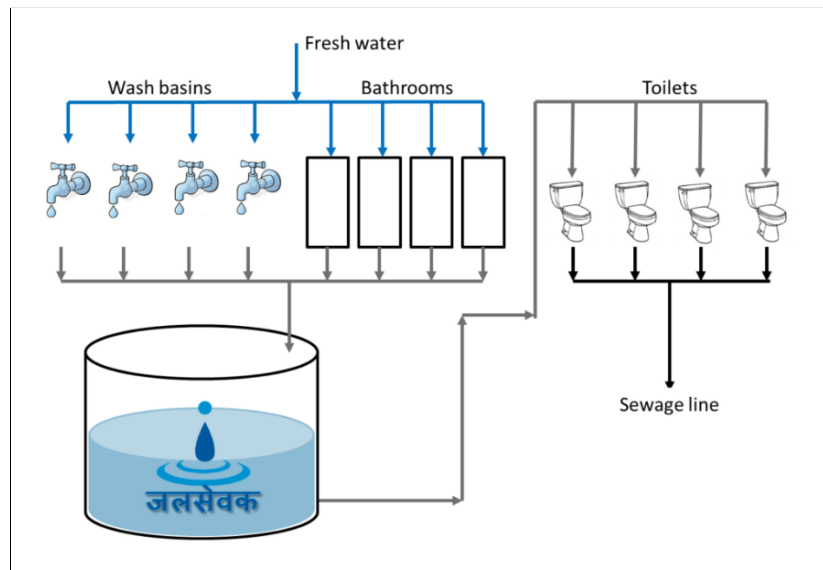 Fresh water
Wash basins
Bathrooms
Toilets
जलसेवक
Sewage line